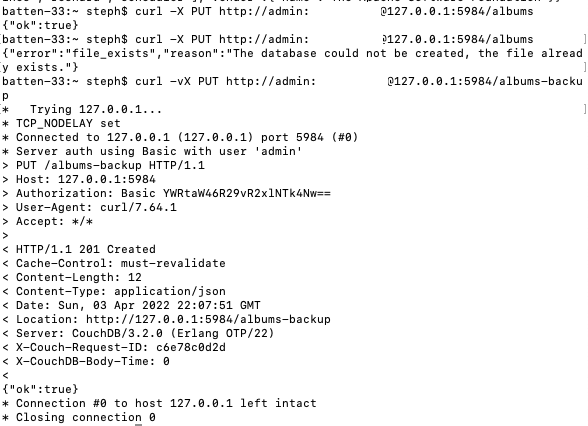 batten-33:~ steph$ curl -X PUT http://admin: @127.0.0.1:5984/albums
{"ok":true}
batten-33:~ steph$ curl -X PUT http://admin: @127.0.0.1:5984/albums
{"error":"file_exists","reason":"The database could not be created, the file alread
y exists."}
batten-33:~ steph$ curl -vX PUT http://admin: @127.0.0.1:5984/albums-backu
p
*   Trying 127.0.0.1...
* TCP_NODELAY set
* Connected to 127.0.0.1 (127.0.0.1) port 5984 (#0)
* Server auth using Basic with user 'admin'
> PUT /albums-backup HTTP/1.1
> Host: 127.0.0.1:5984
> Authorization: Basic YWRtaW46R29vR2xlNTk4Nw==
> User-Agent: curl/7.64.1
> Accept: */*
>
< HTTP/1.1 201 Created
< Cache-Control: must-revalidate
< Content-Length: 12
< Content-Type: application/json
< Date: Sun, 03 Apr 2022 22:07:51 GMT
< Location: http://127.0.0.1:5984/albums-backup
< Server: CouchDB/3.2.0 (Erlang OTP/22)
< X-Couch-Request-ID: c6e78c0d2d
< X-CouchDB-Body-Time: 0
<
{"ok":true}
* Connection #0 to host 127.0.0.1 left intact
* Closing connection 0